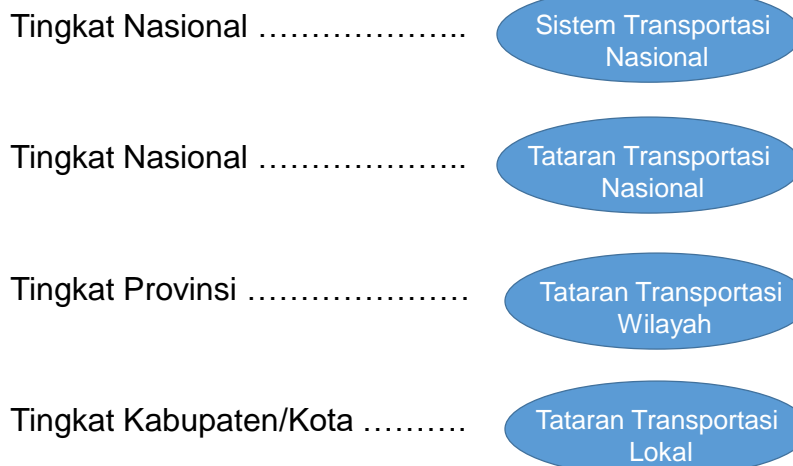 Tingkat Nasional ……………….. Sistem Transportasi
Nasional
Tingkat Nasional ……………….. Tataran Transportasi
Nasional
Tingkat Provinsi ………………… Tataran Transportasi
Wilayah
Tingkat Kabupaten/Kota ………. Tataran Transportasi
Lokal